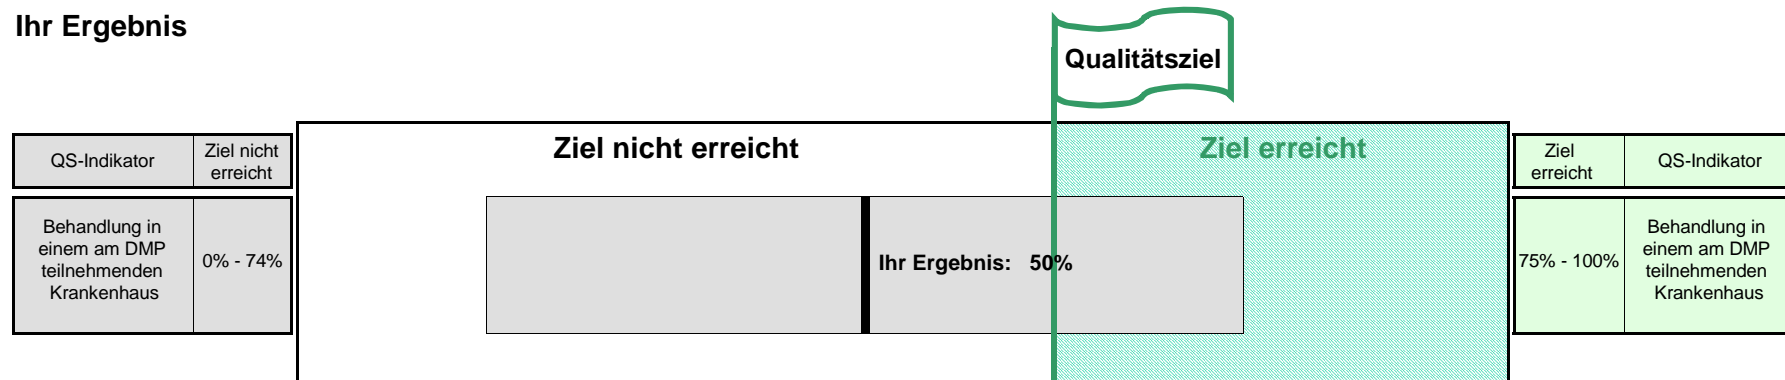 Ihr Ergebnis
Qualitätsziel
Ziel nicht erreicht
Ziel erreicht
QS-Indikator
Ziel nicht
erreicht
Ziel
erreicht
QS-Indikator
Behandlung in
einem am DMP
teilnehmenden
Krankenhaus
0% - 74%
Ihr Ergebnis: 50%
75% - 100%
Behandlung in
einem am DMP
teilnehmenden
Krankenhaus